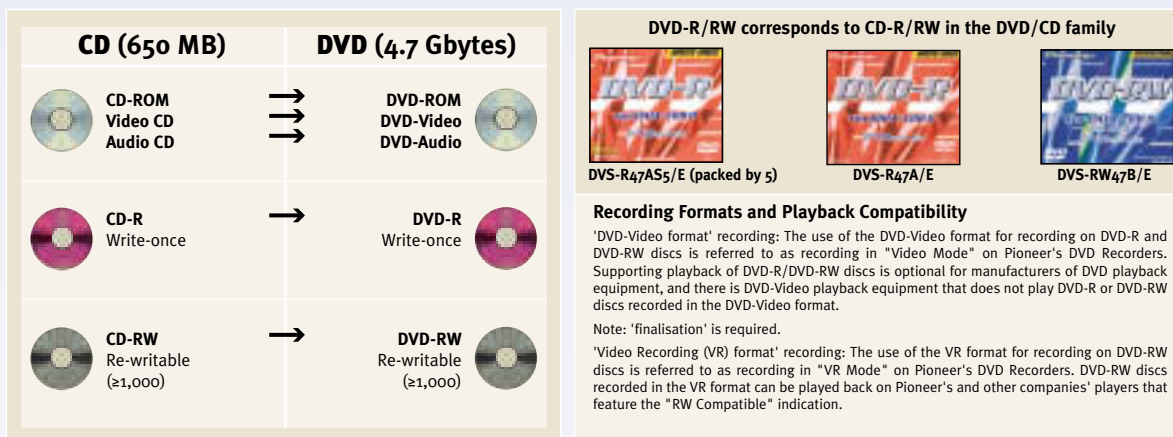 CD (650 MB)
DVD (4.7 Gbytes)
CD-ROM
Video CD
Audio CD
DVD-ROM
DVD-Video
DVD-Audio
CD-R
Write-once
DVD-R
Write-once
CD-RW
Re-writable
(≥1,000)
DVD-RW
Re-writable
(≥1,000)
DVD-R/RW corresponds to CD-R/RW in the DVD/CD family
DVD-R
DVD-R
DVD-RW
DVS-R47AS5/E (packed by 5)
DVS-R47A/E
DVS-RW47B/E
Recording Formats and Playback Compatibility
'DVD-Video format' recording: The use of the DVD-Video format for recording on DVD-R and
DVD-RW discs is referred to as recording in "Video Mode" on Pioneer's DVD Recorders.
Supporting playback of DVD-R/DVD-RW discs is optional for manufacturers of DVD playback
equipment, and there is DVD-Video playback equipment that does not play DVD-R or DVD-RW
discs recorded in the DVD-Video format.
Note: 'finalisation' is required.
'Video Recording (VR) format' recording: The use of the VR format for recording on DVD-RW
discs is referred to as recording in "VR Mode" on Pioneer's DVD Recorders. DVD-RW discs
recorded in the VR format can be played back on Pioneer's and other companies' players that
feature the "RW Compatible" indication.